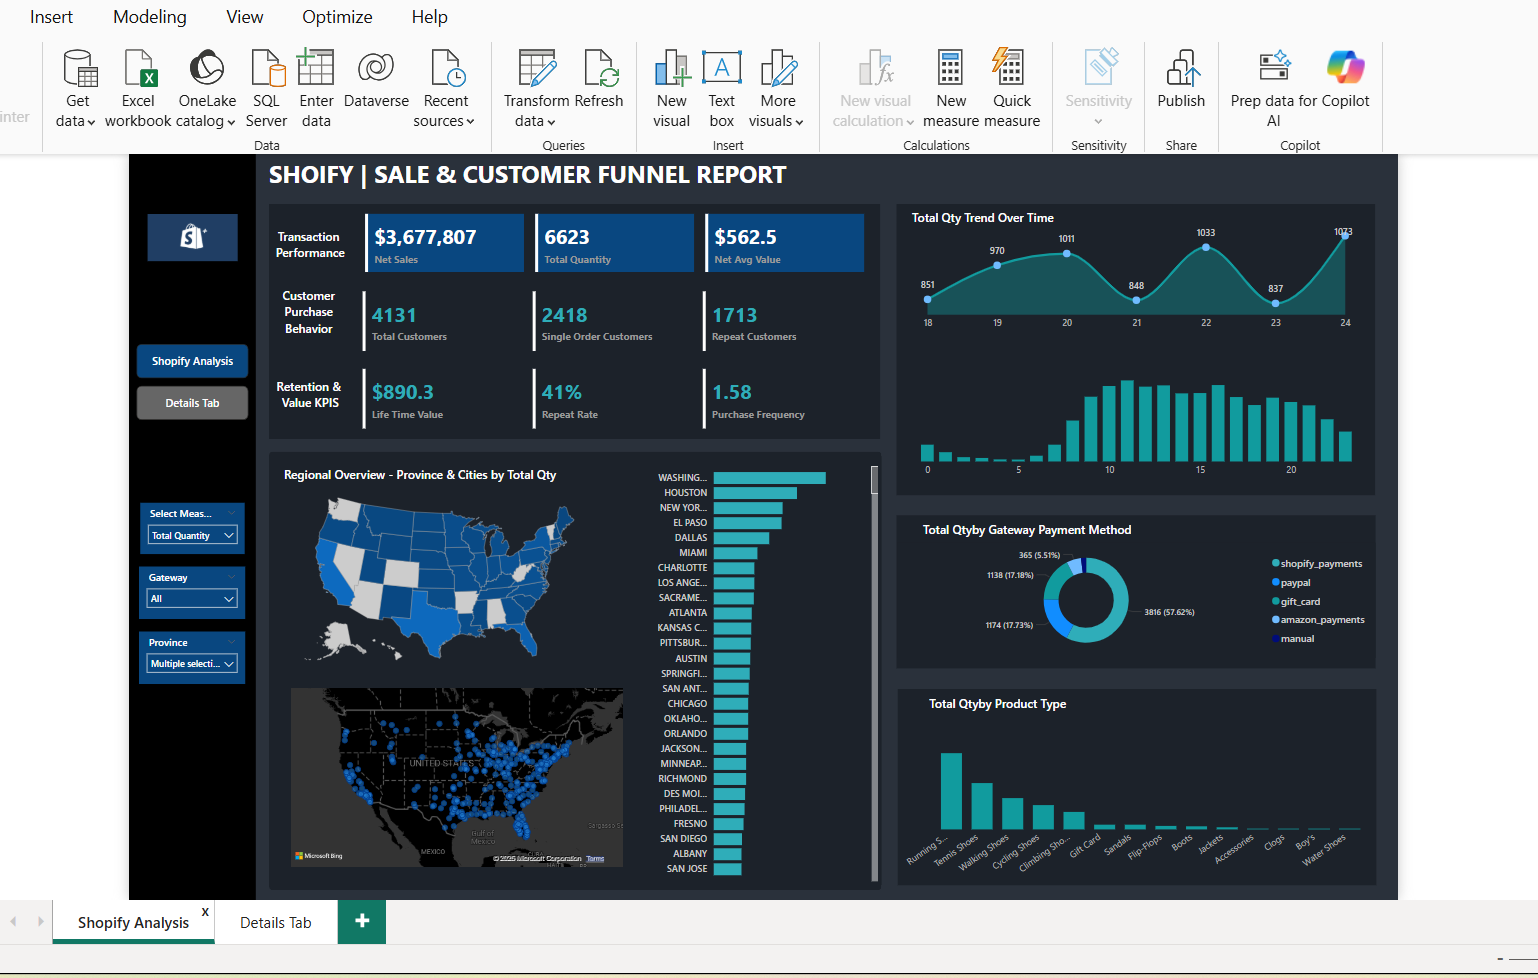 Insert Modeling View Optimize Help
inter
Get data
Excel workbook
OneLake catalog
SQL Server
Enter data
Dataverse
Recent sources
Data
Transform data
Refresh
Queries
New visual
Text box
More visuals
Insert
New visual calculation
New measure
Quick measure
Calculations
Sensitivity
Sensitivity
Publish
Share
Prep data for AI
Copilot
Copilot
SHOIFY | SALE & CUSTOMER FUNNEL REPORT
Shopify Analysis
Details Tab
Select Meas...
Total Quantity
Gateway
All
Province
Multiple selecti...
Transaction
Performance
$3,677,807
Net Sales
6623
Total Quantity
$562.5
Net Avg Value
Customer
Purchase
Behavior
4131
Total Customers
2418
Single Order Customers
1713
Repeat Customers
Retention &
Value KPIS
$890.3
Life Time Value
41%
Repeat Rate
1.58
Purchase Frequency
Regional Overview - Province & Cities by Total Qty
UNITED STATES
MEXICO
Gulf of
Mexico
CUBA
Sargasso Se
Microsoft Bing
© 2025 Microsoft Corporation Terms
WASHING...
HOUSTON
NEW YOR...
EL PASO
DALLAS
MIAMI
CHARLOTTE
LOS ANGE...
SACRAME...
ATLANTA
KANSAS C...
PITTSBUR...
AUSTIN
SPRINGFI...
SAN ANT...
CHICAGO
OKLAHO...
ORLANDO
JACKSON...
MINNEAP...
RICHMOND
DES MOI...
PHILADEL...
FRESNO
SAN DIEGO
ALBANY
SAN JOSE
Total Qty Trend Over Time
851 970 1011 848 1033 837 1073
18 19 20 21 22 23 24
0 5 10 15 20
Total Qtyby Gateway Payment Method
365 (5.51%)
1138 (17.18%)
1174 (17.73%)
3816 (57.62%)
shopify_payments
paypal
gift_card
amazon_payments
manual
Total Qtyby Product Type
Running S...
Tennis Shoes
Walking Shoes
Cycling Shoes
Climbing Sho...
Gift Card
Sandals
Flip-Flops
Boots
Jackets
Accessories
Clogs
Boy's
Water Shoes
Shopify Analysis x
Details Tab